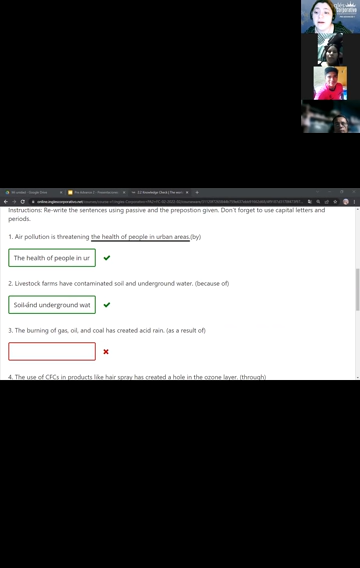 Instructions: Re-write the sentences using passive and the prepostion given. Don't forget to use capital letters and
periods.
1. Air pollution is threatening the health of people in urban areas.(by)
The health of people in ur
2. Livestock farms have contaminated soil and underground water. (because of)
Soil and underground wat
3. The burning of gas, oil, and coal has created acid rain. (as a result of)
4. The use of CFCs in products like hair spray has created a hole in the ozone layer. (through)